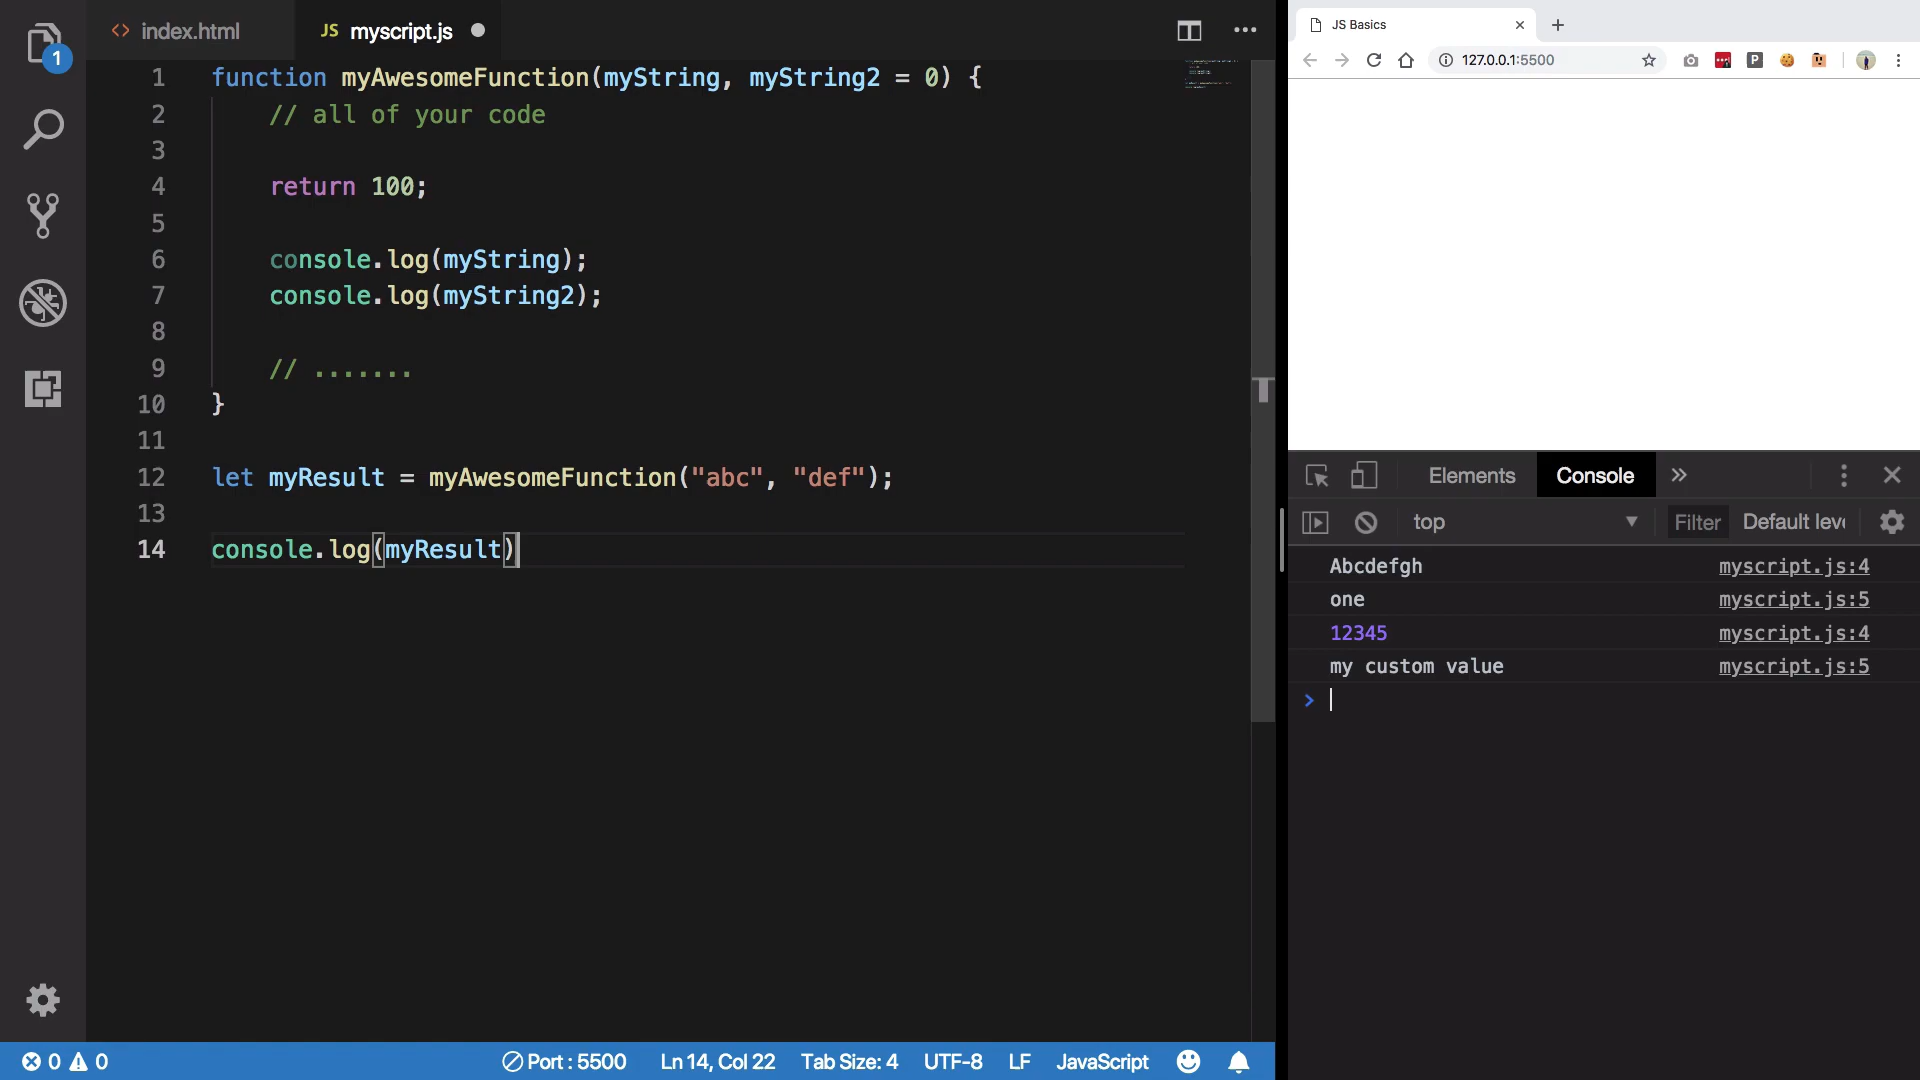 1
index.html
JS myscript.js
1 function myAwesomeFunction(myString, myString2 = 0) {
2 // all of your code
3
4 return 100;
5
6 console.log(myString);
7 console.log(myString2);
8
9 // .......
10 }
11
12 let myResult = myAwesomeFunction("abc", "def");
13
14 console.log(myResult)
0 0 Port : 5500 Ln 14, Col 22 Tab Size: 4 UTF-8 LF JavaScript
JS Basics
127.0.0.1:5500
P
Elements Console »
top Filter Default leve
Abcdefgh myscript.js:4
one myscript.js:5
12345 myscript.js:4
my custom value myscript.js:5
>